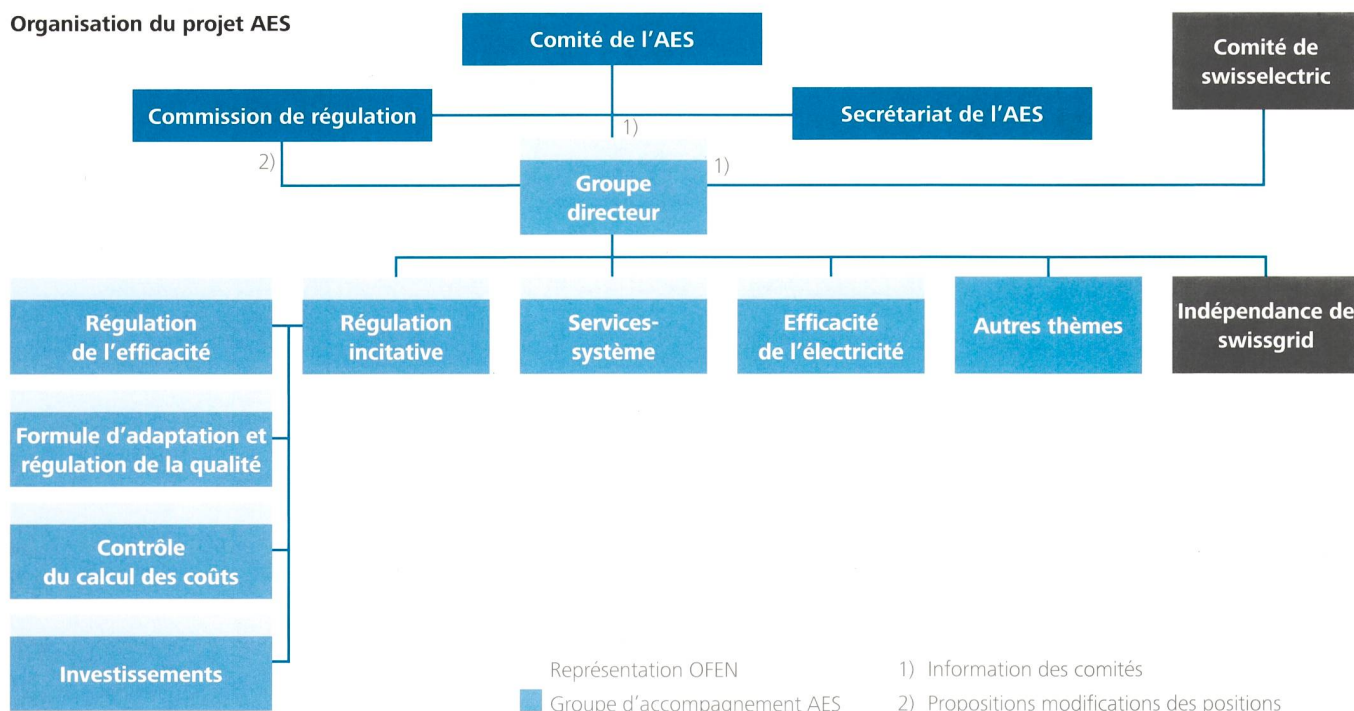 Organisation du projet AES
Comité de l'AES
Comité de
swisselectric
Commission de régulation
Secrétariat de l'AES
1)
2)
1)
Groupe
directeur
Régulation
de l'efficacité
Régulation
incitative
Services-
système
Efficacité
de l'électricité
Autres thèmes
Indépendance de
swissgrid
Formule d'adaptation et
régulation de la qualité
Contrôle
du calcul des coûts
Investissements
Représentation OFEN
Groupe d'accompagnement AES
1) Information des comités
2) Propositions modifications des positions